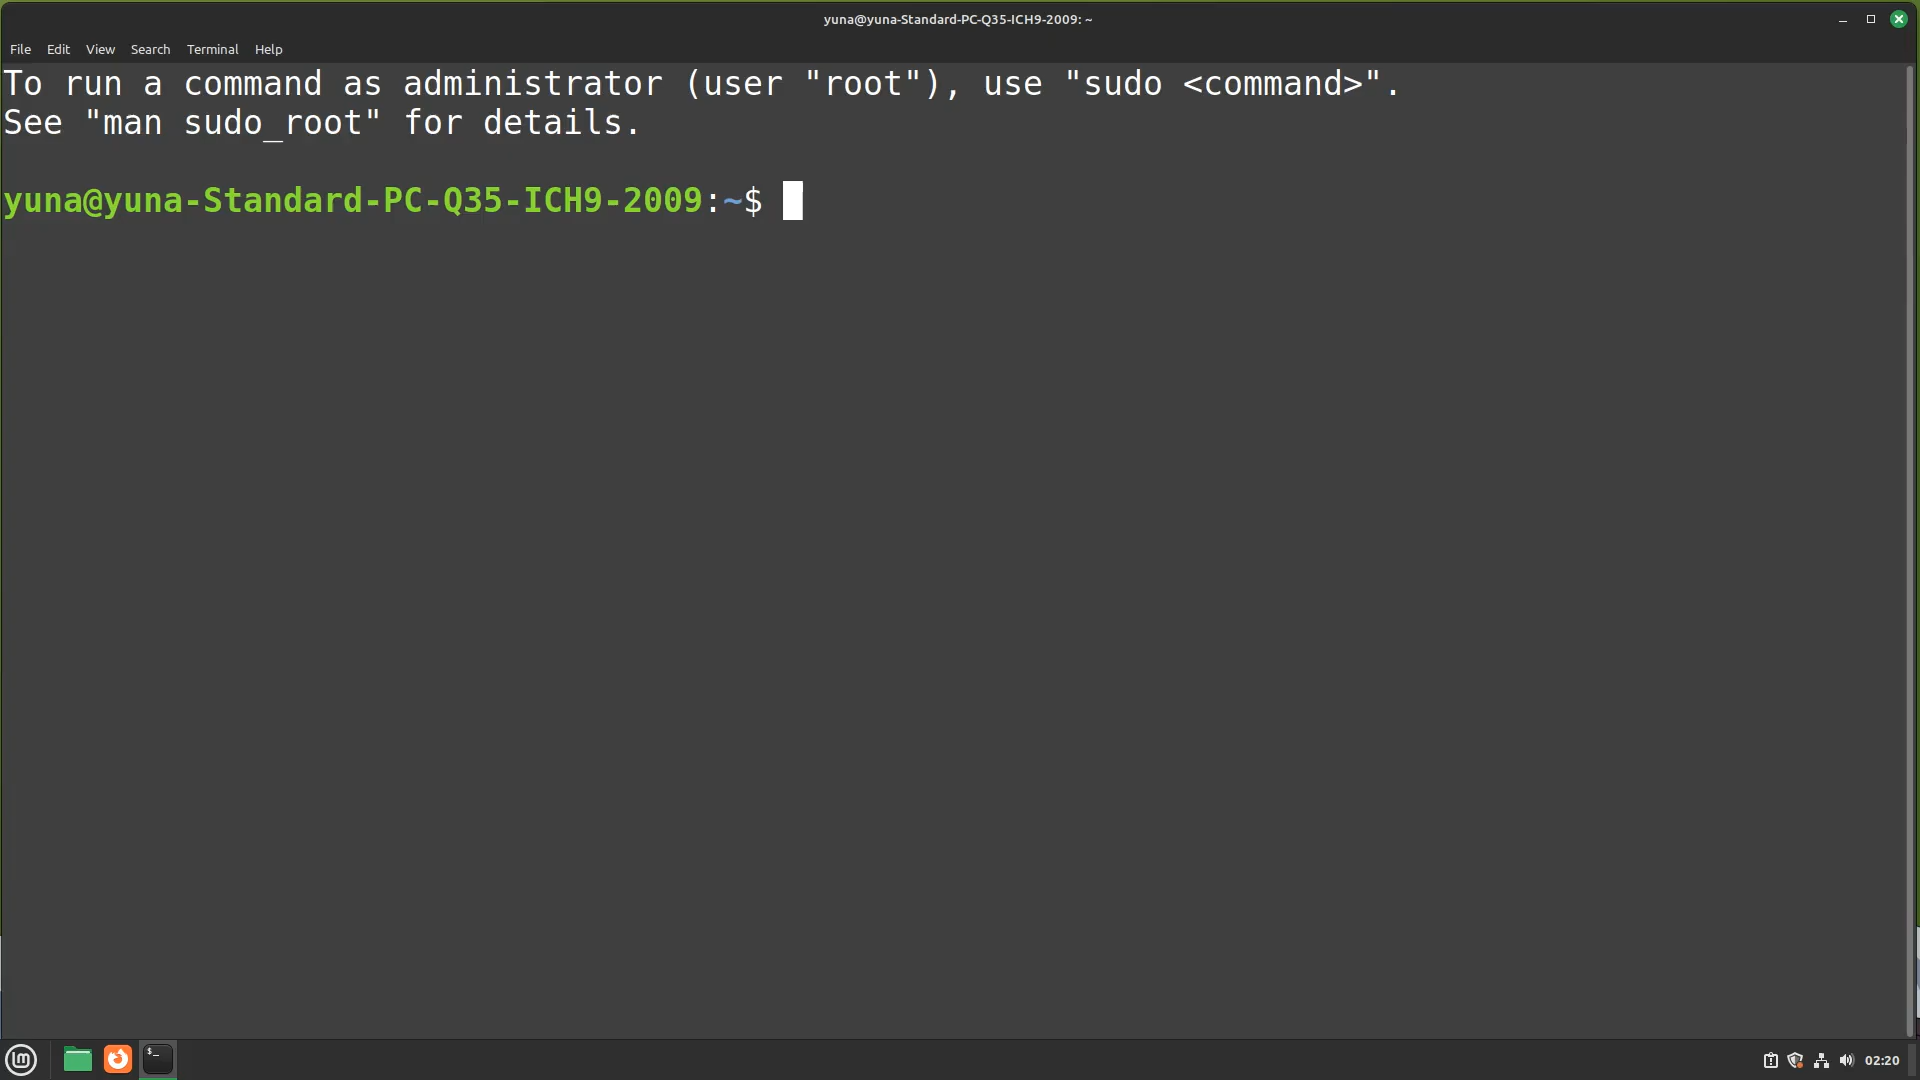 yuna@yuna-Standard-PC-Q35-ICH9-2009: ~
File Edit View Search Terminal Help
To run a command as administrator (user "root"), use "sudo <command>".
See "man sudo_root" for details.
yuna@yuna-Standard-PC-Q35-ICH9-2009:~$
02:20